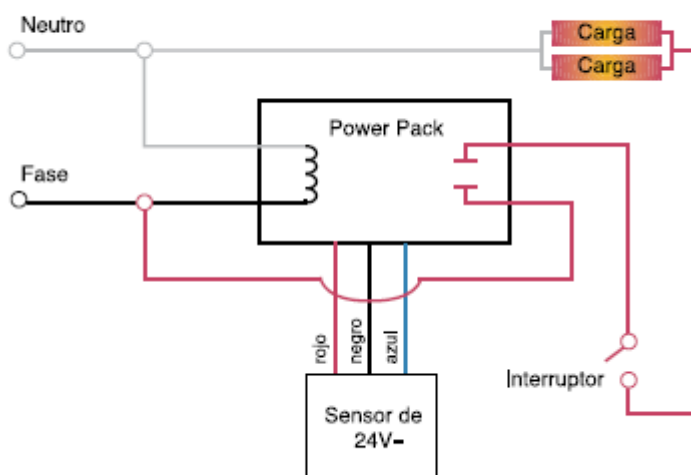 Neutro
Carga
Carga
Power Pack
Fase
rojo
negro
azul
Interruptor
Sensor de
24V-